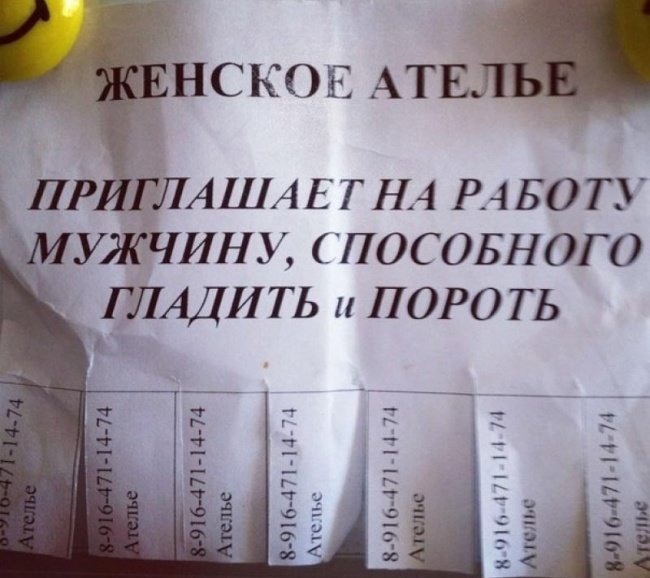 ЖЕНСКОЕ АТЕЛЬЕ
ПРИГЛАШАЕТ НА РАБОТУ
МУЖЧИНУ, СПОСОБНОГО
ГЛАДИТЬ и ПОРОТЬ
8-916-471-14-74
Ателье
8-916-471-14-74
Ателье
8-916-471-14-74
Ателье
8-916-471-14-74
Ателье
8-916-471-14-74
Ателье
8-916-471-14-74
Ателье
8-916-471-14-74
Ателье